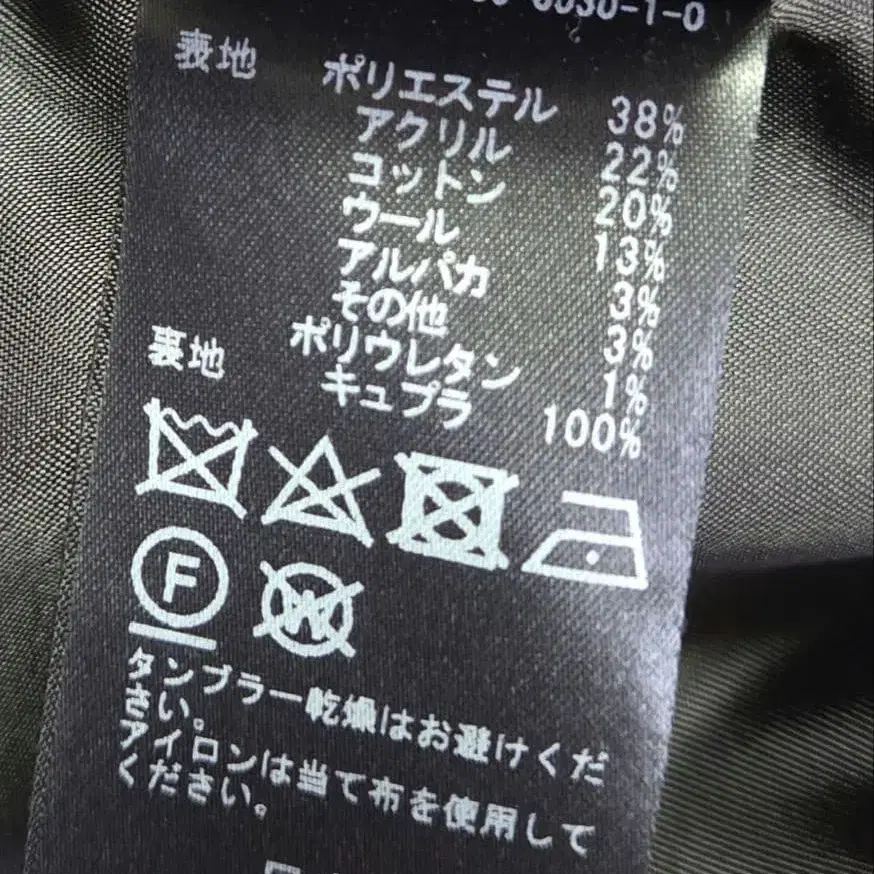 -1-0
表地 ポリエステル 38%
アクリル 22%
コットン 20%
ウール 13%
アルパカ 3%
その他 3%
ポリウレタン 1%
裏地 キュプラ 100%
F
W
タンブラー乾燥はお避けくだ
さい。
アイロンは当て布を使用して
ください。